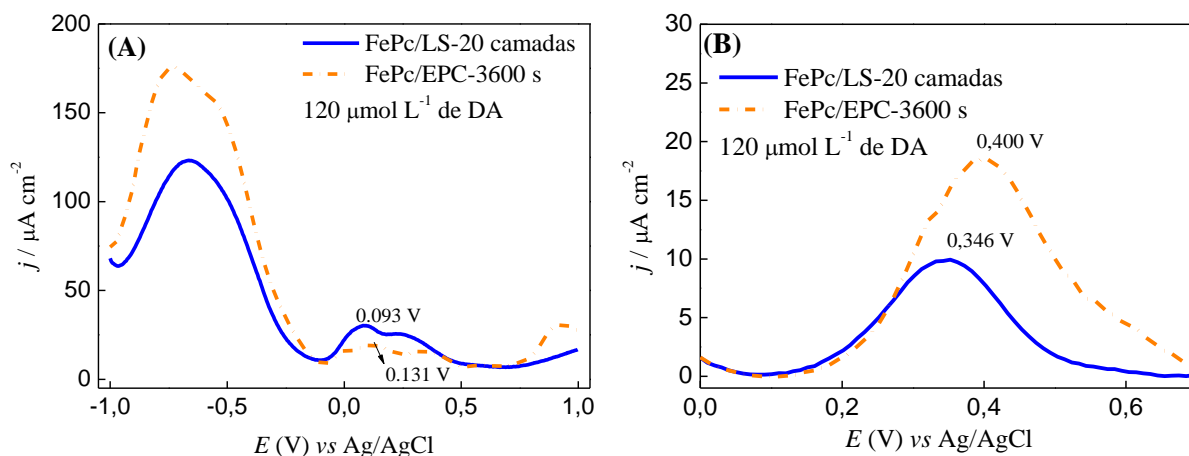 (A)
FePc/LS-20 camadas
FePc/EPC-3600 s
120 μmol L⁻¹ de DA
200
150
100
50
0
j / μA cm⁻²
0.093 V
0.131 V
-1,0
-0,5
0,0
0,5
1,0
E (V) vs Ag/AgCl
(B)
FePc/LS-20 camadas
FePc/EPC-3600 s
120 μmol L⁻¹ de DA
30
25
20
15
10
5
0
j / μA cm⁻²
0,400 V
0,346 V
0,0
0,2
0,4
0,6
E (V) vs Ag/AgCl